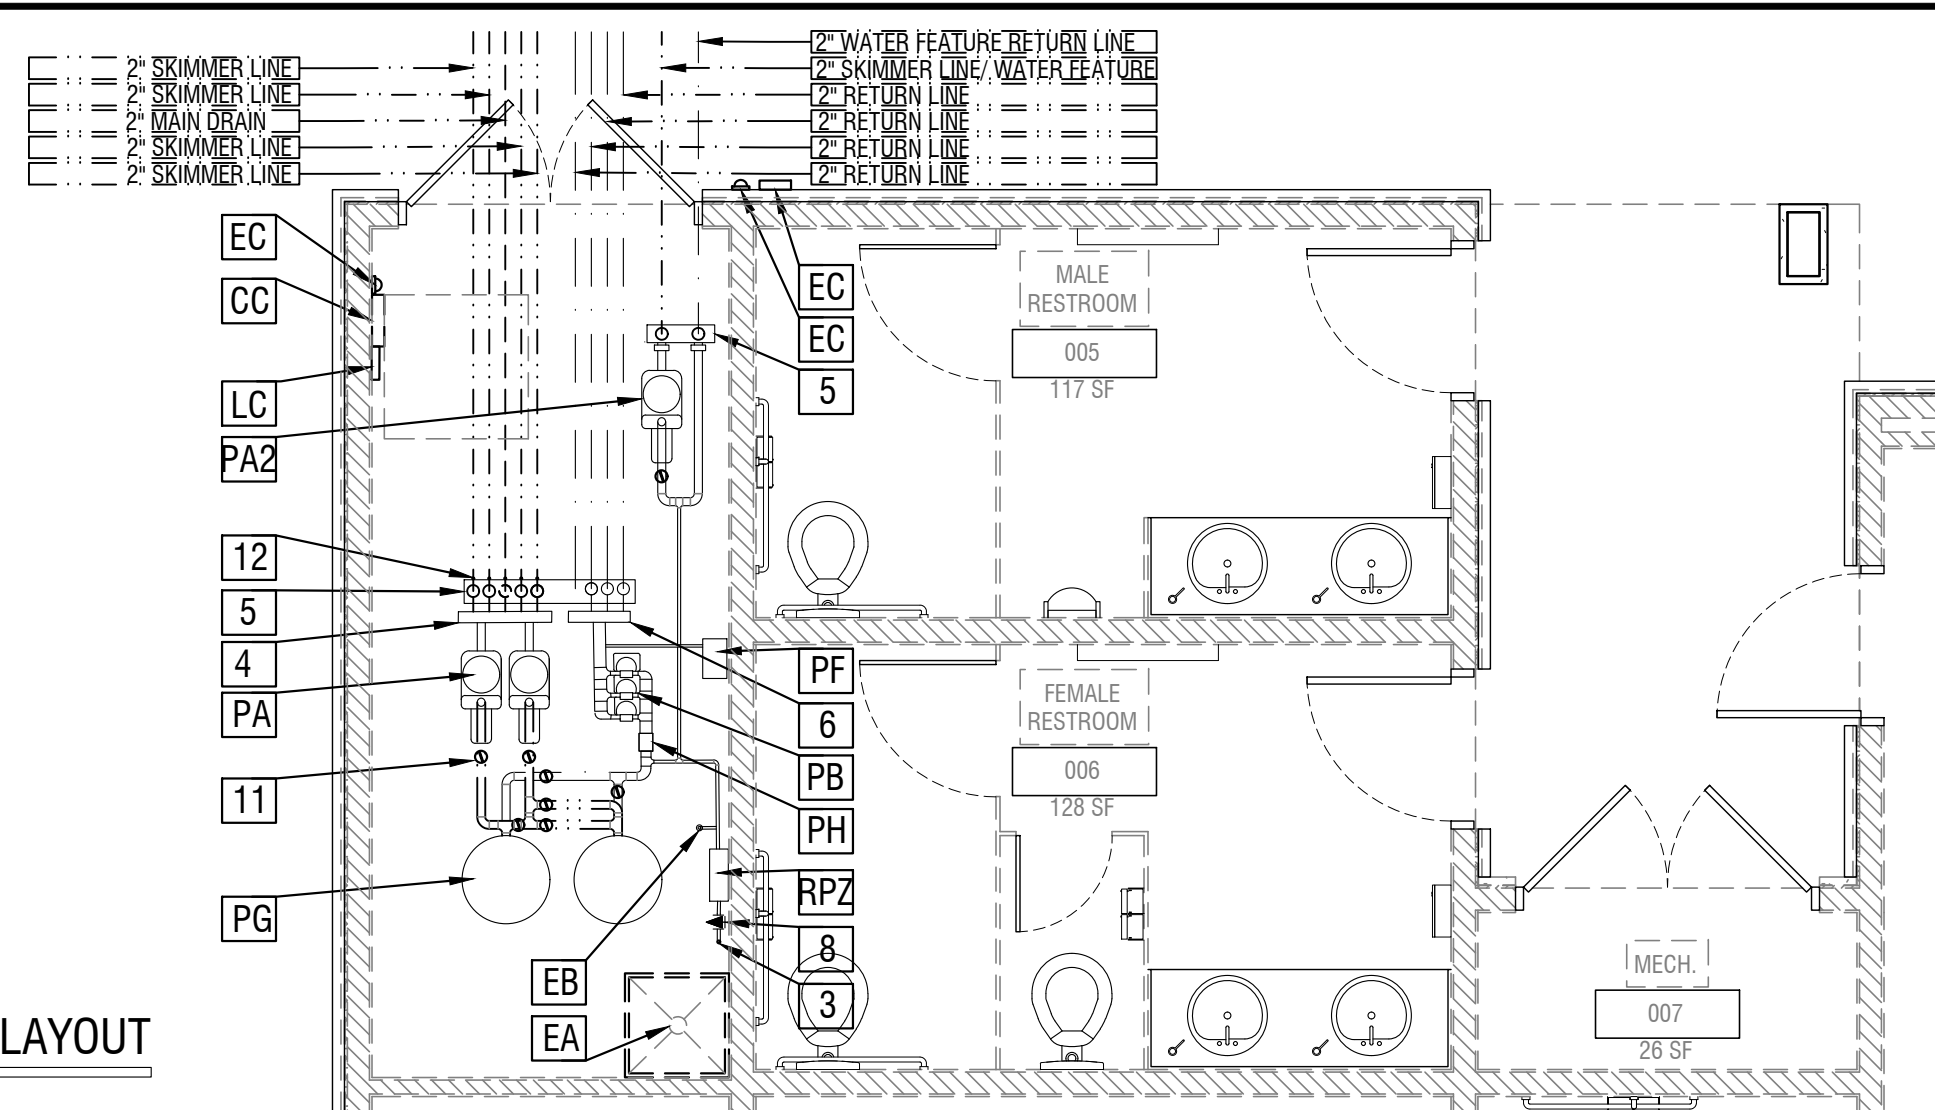 2" SKIMMER LINE
2" SKIMMER LINE
2" MAIN DRAIN
2" SKIMMER LINE
2" SKIMMER LINE
2" WATER FEATURE RETURN LINE
2" SKIMMER LINE/ WATER FEATURE
2" RETURN LINE
2" RETURN LINE
2" RETURN LINE
2" RETURN LINE
EC
CC
LC
PA2
12
5
4
PA
11
PG
EB
EA
EC
EC
5
PF
6
PB
PH
RPZ
8
3
MALE
RESTROOM
005
117 SF
FEMALE
RESTROOM
006
128 SF
MECH.
007
26 SF
LAYOUT